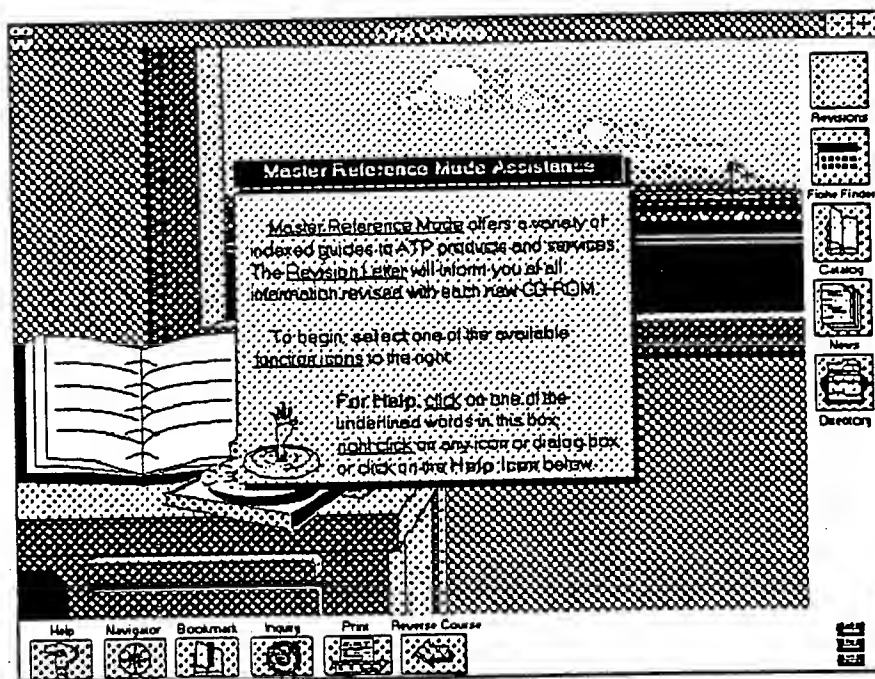 Catalog
Revisions
Fiche Finder
Catalog
News
Directory
Master Reference Mode Assistance
Master Reference Mode offers a variety of
indexed guides to ATP products and services.
The Revision Letter will inform you of all
information revised with each new CD-ROM.
To begin, select one of the available
function icons to the right.
For Help, click on one of the
underlined words in this box,
right click on any icon or dialog box,
or click on the Help Icon below.
Help Navigator Bookmark Inquiry Print Reverse Course